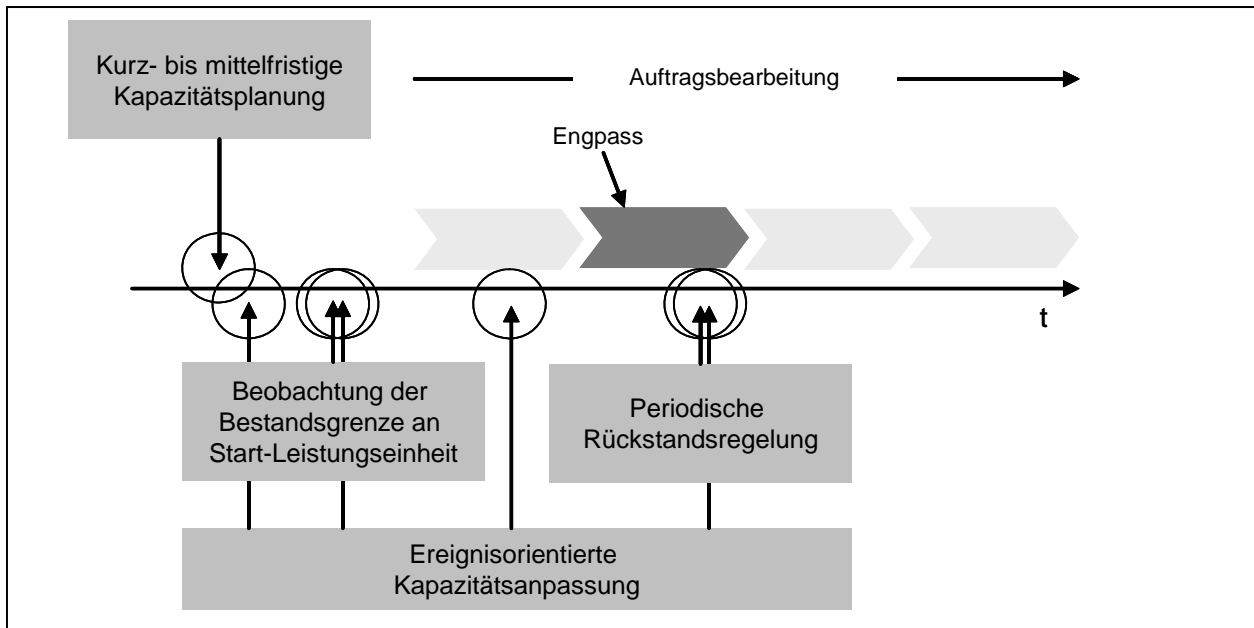 Kurz- bis mittelfristige
Kapazitätsplanung
Auftragsbearbeitung
Engpass
t
Beobachtung der
Bestandsgrenze an
Start-Leistungseinheit
Periodische
Rückstandsregelung
Ereignisorientierte
Kapazitätsanpassung